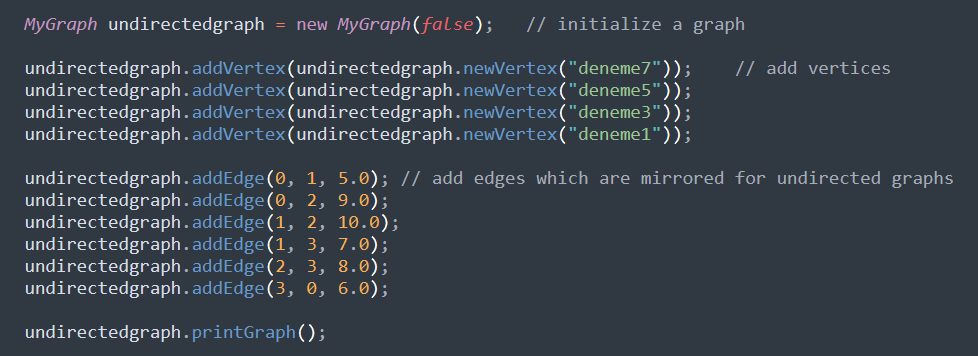 MyGraph undirectedgraph = new MyGraph(false);   // initialize a graph
undirectedgraph.addVertex(undirectedgraph.newVertex("deneme7"));    // add vertices
undirectedgraph.addVertex(undirectedgraph.newVertex("deneme5"));
undirectedgraph.addVertex(undirectedgraph.newVertex("deneme3"));
undirectedgraph.addVertex(undirectedgraph.newVertex("deneme1"));
undirectedgraph.addEdge(0, 1, 5.0); // add edges which are mirrored for undirected graphs
undirectedgraph.addEdge(0, 2, 9.0);
undirectedgraph.addEdge(1, 2, 10.0);
undirectedgraph.addEdge(1, 3, 7.0);
undirectedgraph.addEdge(2, 3, 8.0);
undirectedgraph.addEdge(3, 0, 6.0);
undirectedgraph.printGraph();